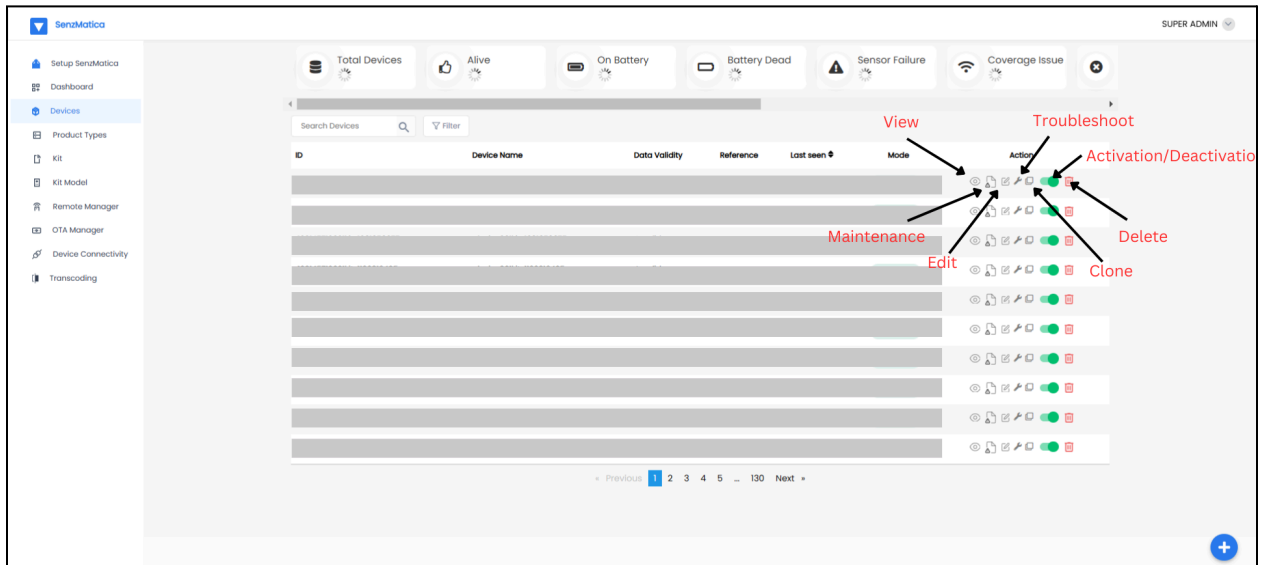 SenzMatica
SUPER ADMIN
Setup SenzMatica
Dashboard
Devices
Product Types
Kit
Kit Model
Remote Manager
OTA Manager
Device Connectivity
Transcoding
Total Devices
Alive
On Battery
Battery Dead
Sensor Failure
Coverage Issue
Search Devices
Filter
View
Troubleshoot
ID
Device Name
Data Validity
Reference
Last seen
Mode
Action
Activation/Deactivatio
Maintenance
Delete
Edit
Clone
« Previous 1 2 3 4 5 ... 130 Next »